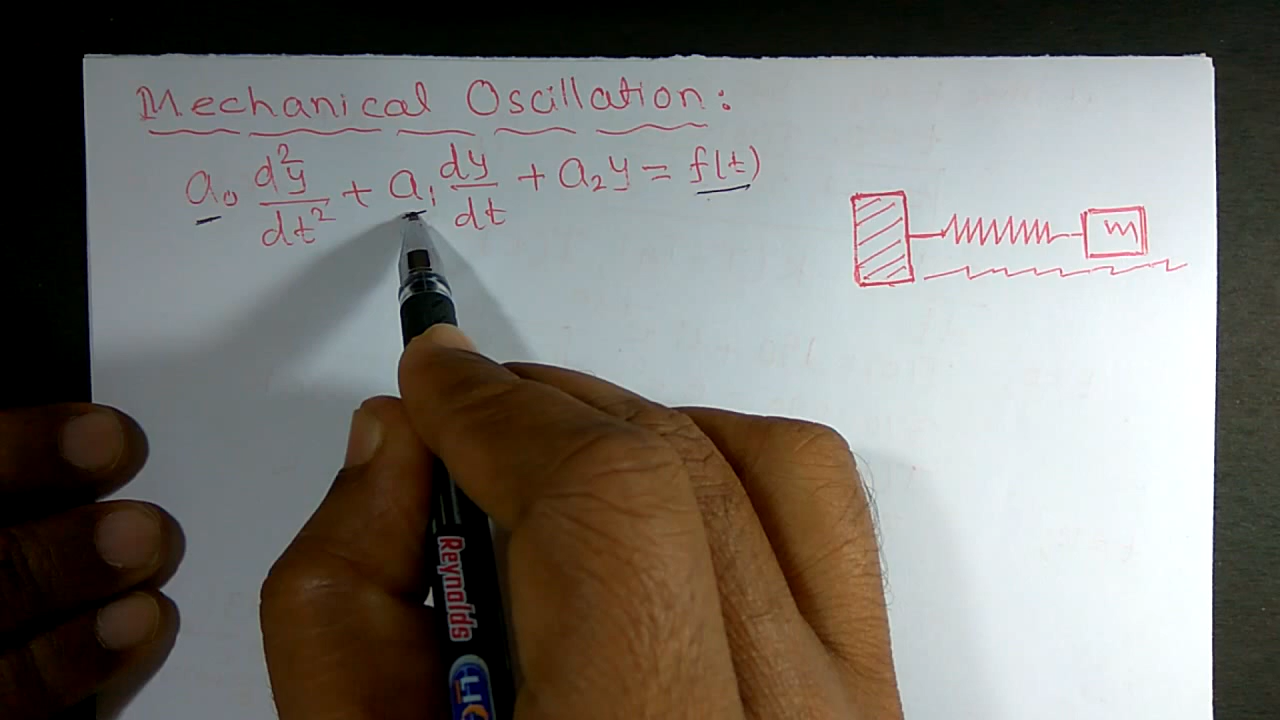 Mechanical Oscillation:
a₀ d²y/dt² + a₁ dy/dt + a₂y = f(t)
m
Reynolds